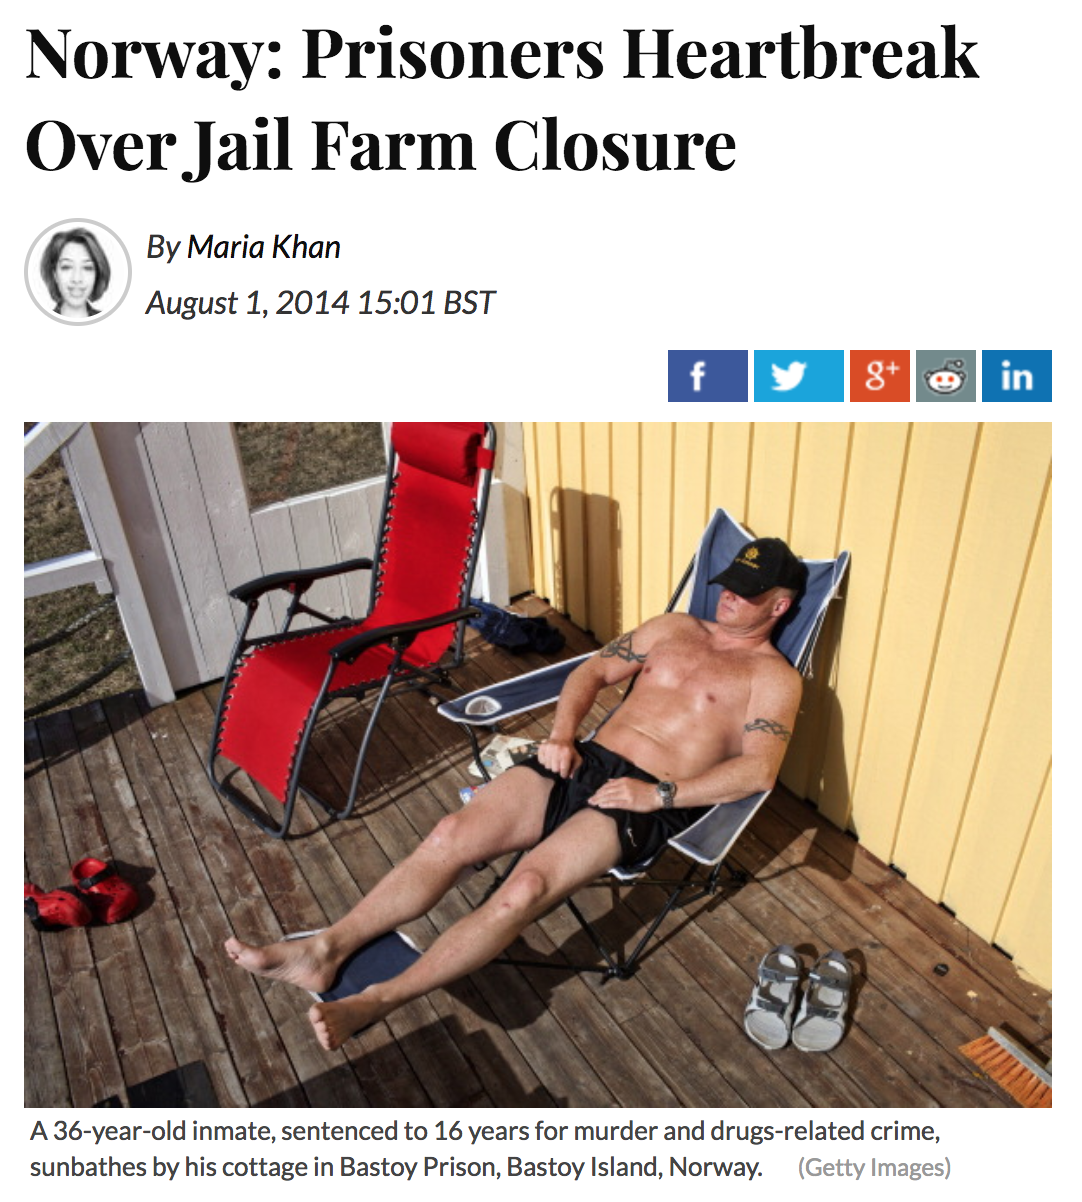 Norway: Prisoners Heartbreak
Over Jail Farm Closure
By Maria Khan
August 1, 2014 15:01 BST
f
g+
in
A 36-year-old inmate, sentenced to 16 years for murder and drugs-related crime,
sunbathes by his cottage in Bastoy Prison, Bastoy Island, Norway. (Getty Images)